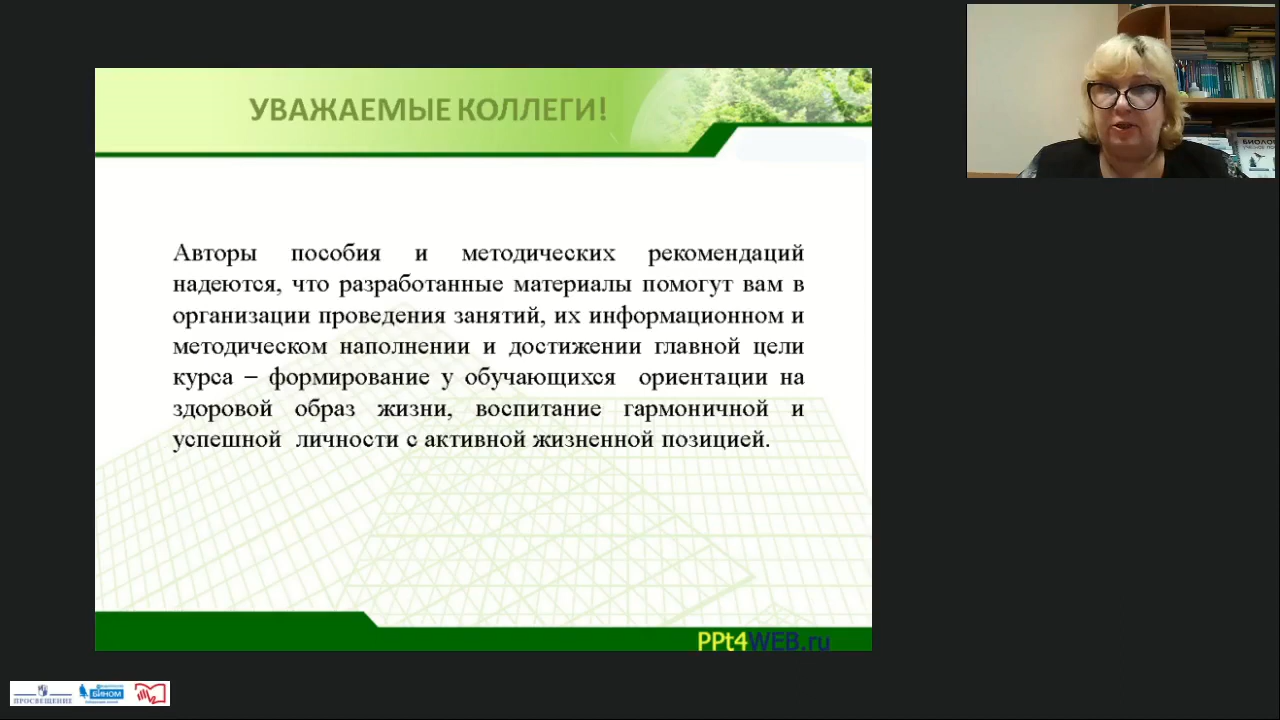 УВАЖАЕМЫЕ КОЛЛЕГИ!
Авторы пособия и методических рекомендаций
надеются, что разработанные материалы помогут вам в
организации проведения занятий, их информационном и
методическом наполнении и достижении главной цели
курса – формирование у обучающихся ориентации на
здоровой образ жизни, воспитание гармоничной и
успешной личности с активной жизненной позицией.
PPt4WEB.ru
ПРОСВЕЩЕНИЕ
БИНОМ